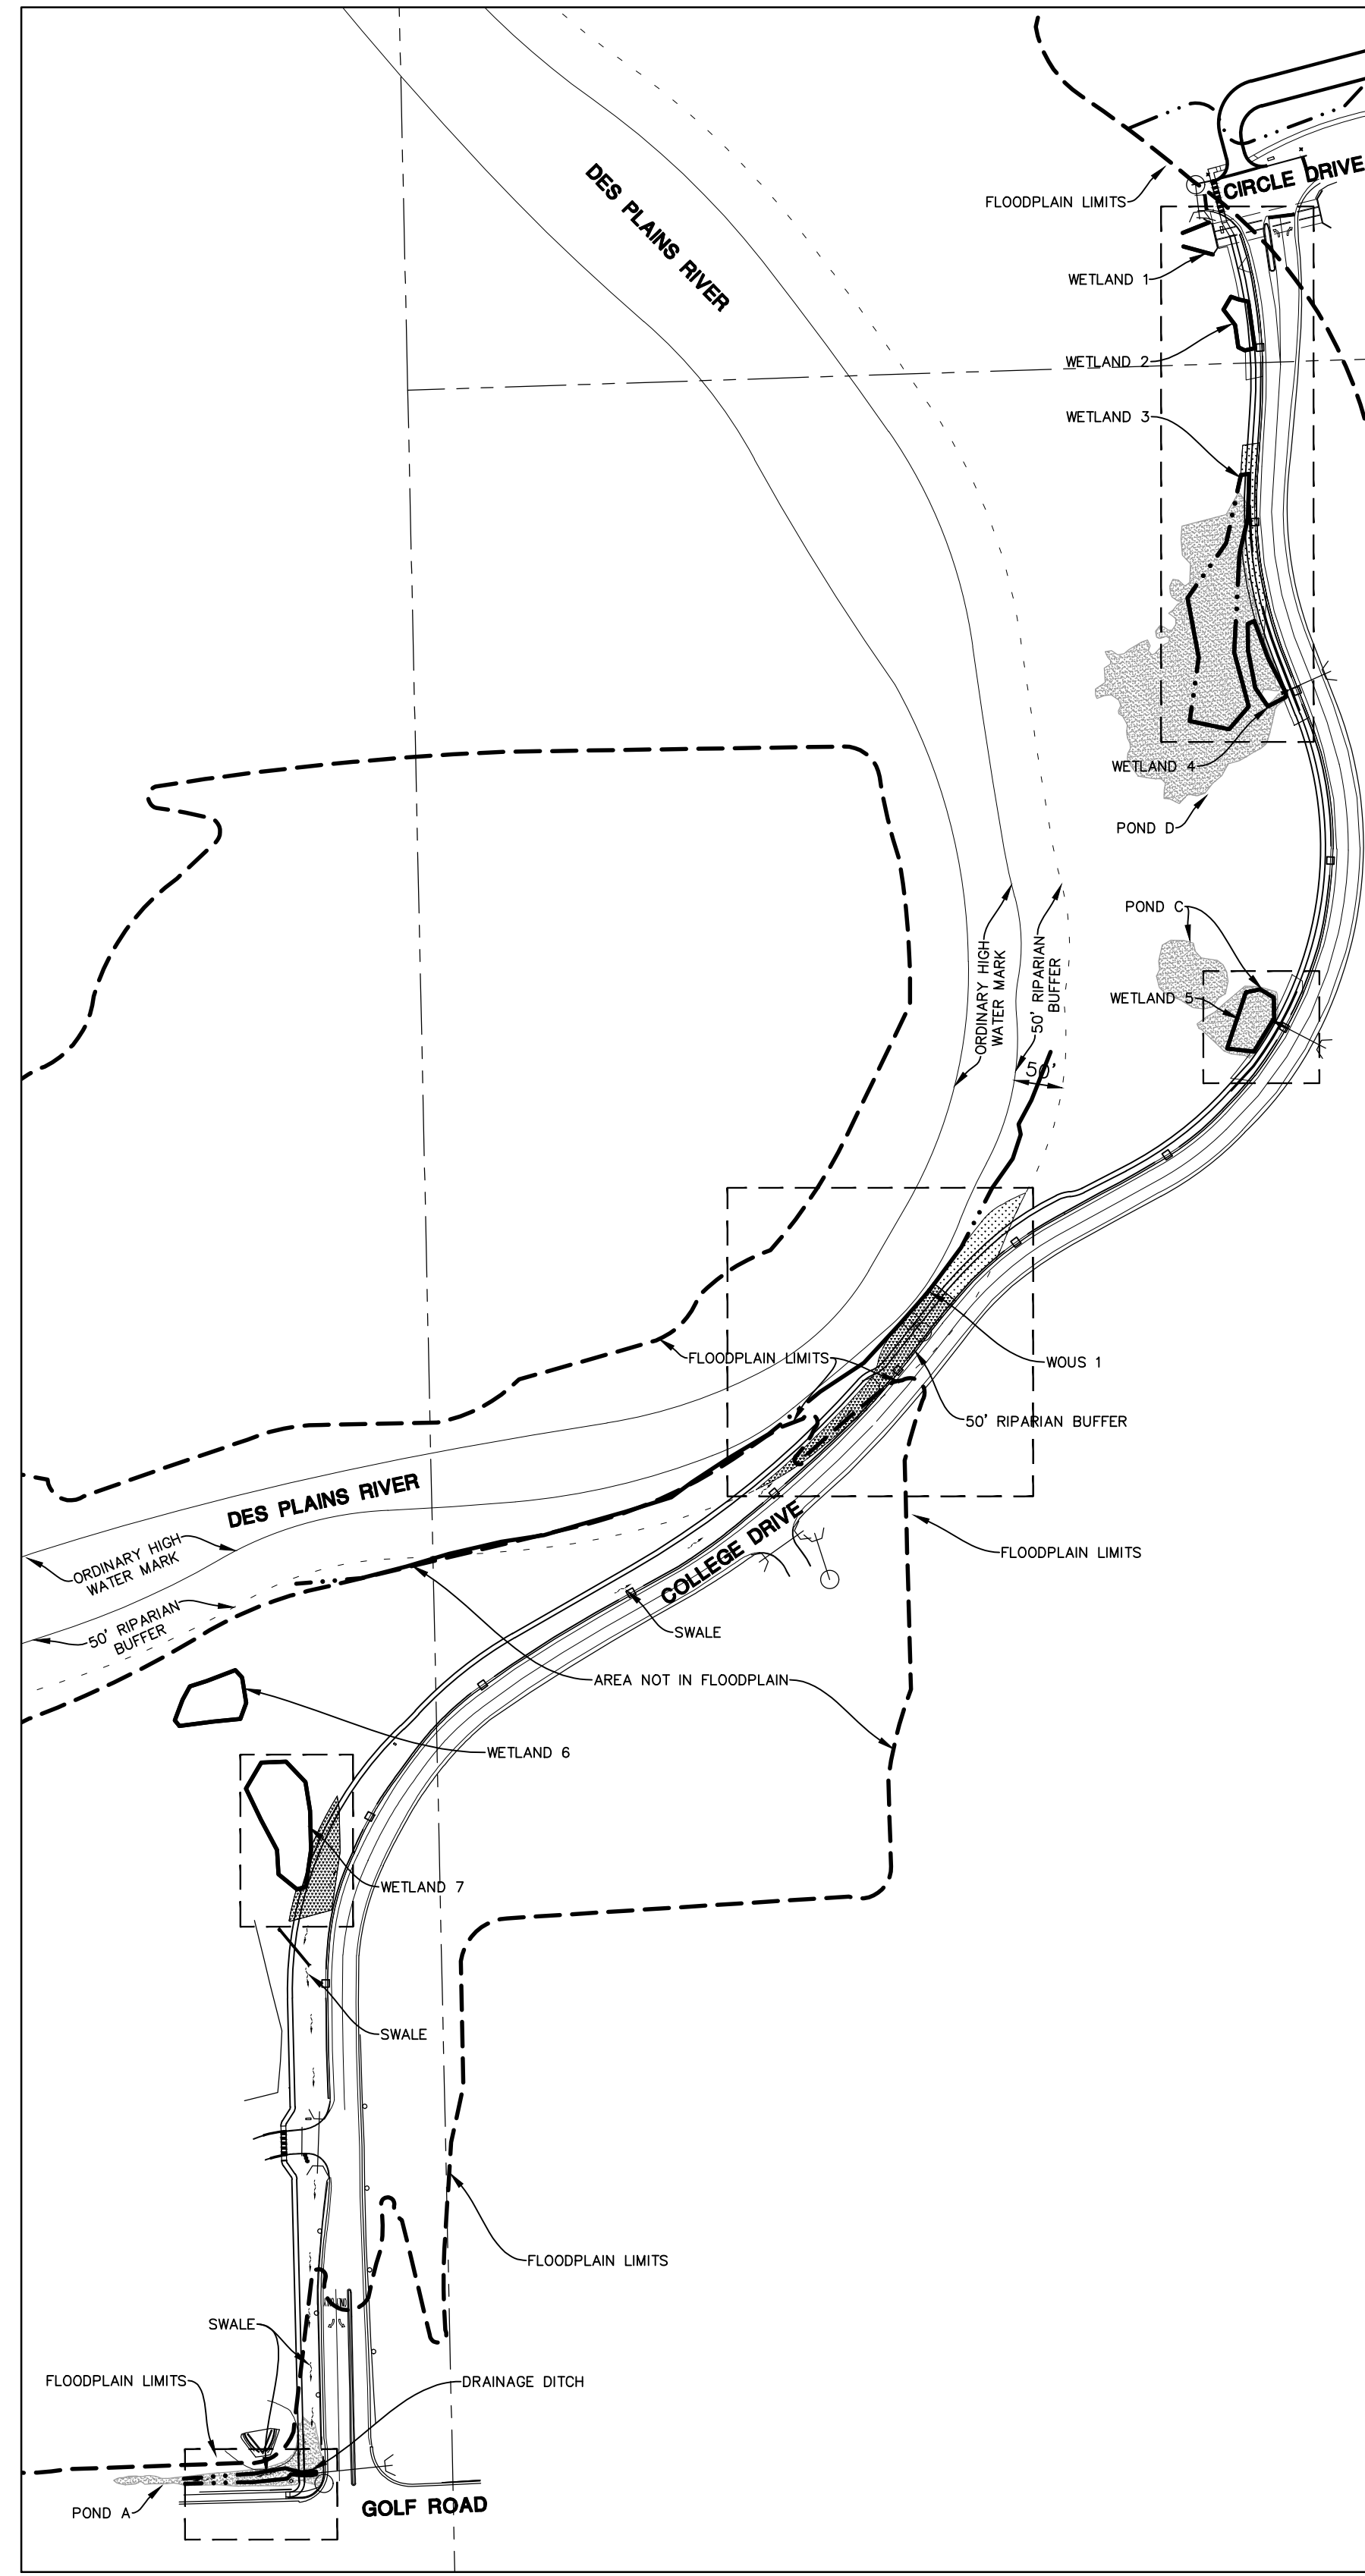 DES PLAINS RIVER
CIRCLE DRIVE
FLOODPLAIN LIMITS
WETLAND 1
WETLAND 2
WETLAND 3
WETLAND 4
POND D
POND C
WETLAND 5
ORDINARY HIGH
WATER MARK
50' RIPARIAN
BUFFER
50'
FLOODPLAIN LIMITS
WOUS 1
50' RIPARIAN BUFFER
DES PLAINS RIVER
ORDINARY HIGH
WATER MARK
COLLEGE DRIVE
FLOODPLAIN LIMITS
50' RIPARIAN
BUFFER
SWALE
AREA NOT IN FLOODPLAIN
WETLAND 6
WETLAND 7
SWALE
FLOODPLAIN LIMITS
SWALE
FLOODPLAIN LIMITS
DRAINAGE DITCH
POND A
GOLF ROAD